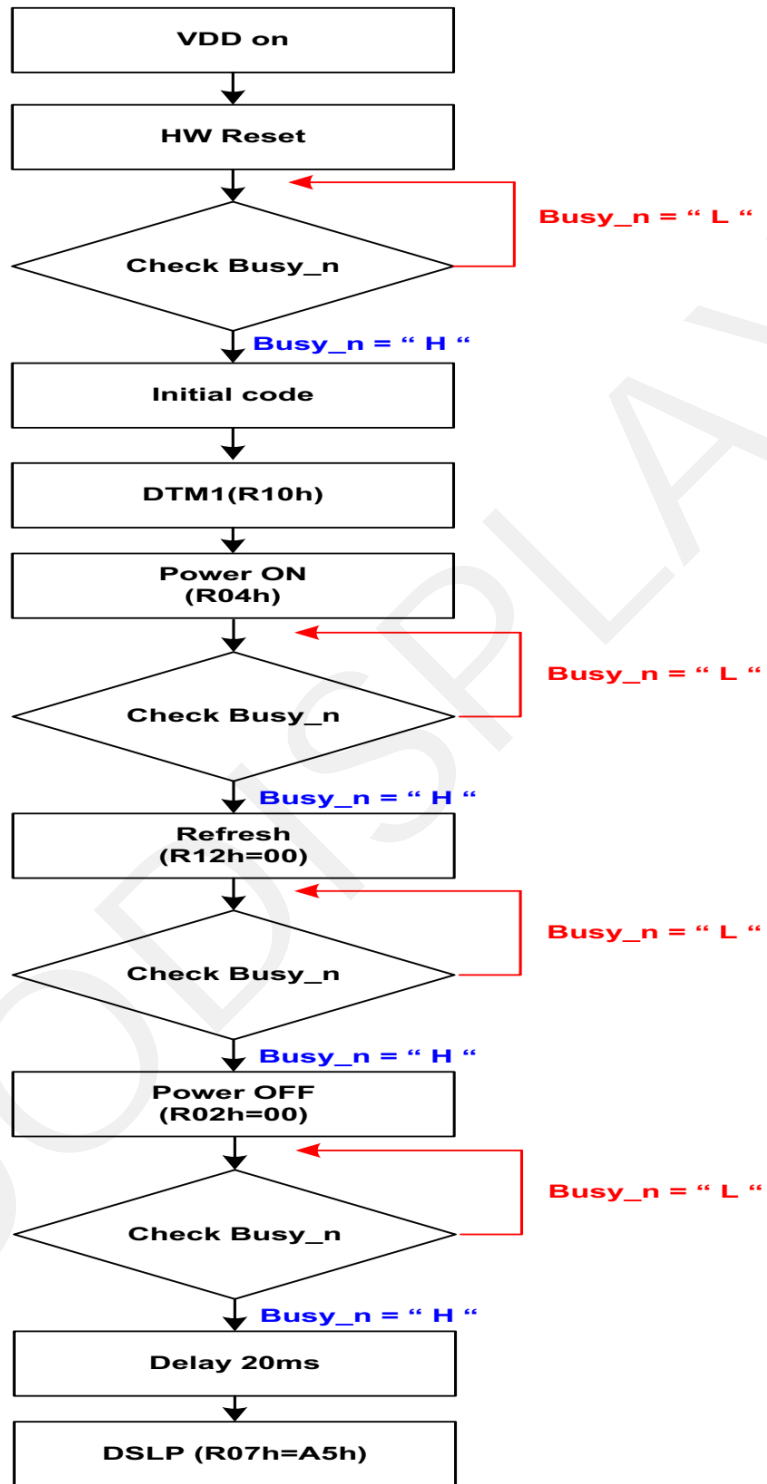 VDD on
HW Reset
Busy_n = “ L “
Check Busy_n
Busy_n = “ H “
Initial code
DTM1(R10h)
Power ON
(R04h)
Busy_n = “ L “
Check Busy_n
Busy_n = “ H “
Refresh
(R12h=00)
Busy_n = “ L “
Check Busy_n
Busy_n = “ H “
Power OFF
(R02h=00)
Busy_n = “ L “
Check Busy_n
Busy_n = “ H “
Delay 20ms
DSLP (R07h=A5h)